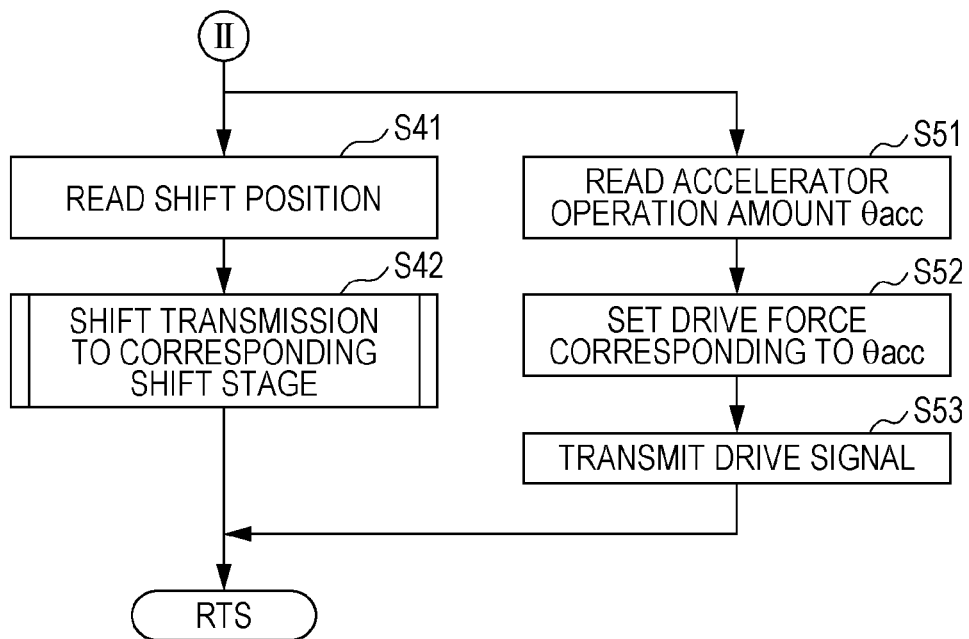 II
S41
READ SHIFT POSITION
S42
SHIFT TRANSMISSION
TO CORRESPONDING
SHIFT STAGE
S51
READ ACCELERATOR
OPERATION AMOUNT θacc
S52
SET DRIVE FORCE
CORRESPONDING TO θacc
S53
TRANSMIT DRIVE SIGNAL
RTS